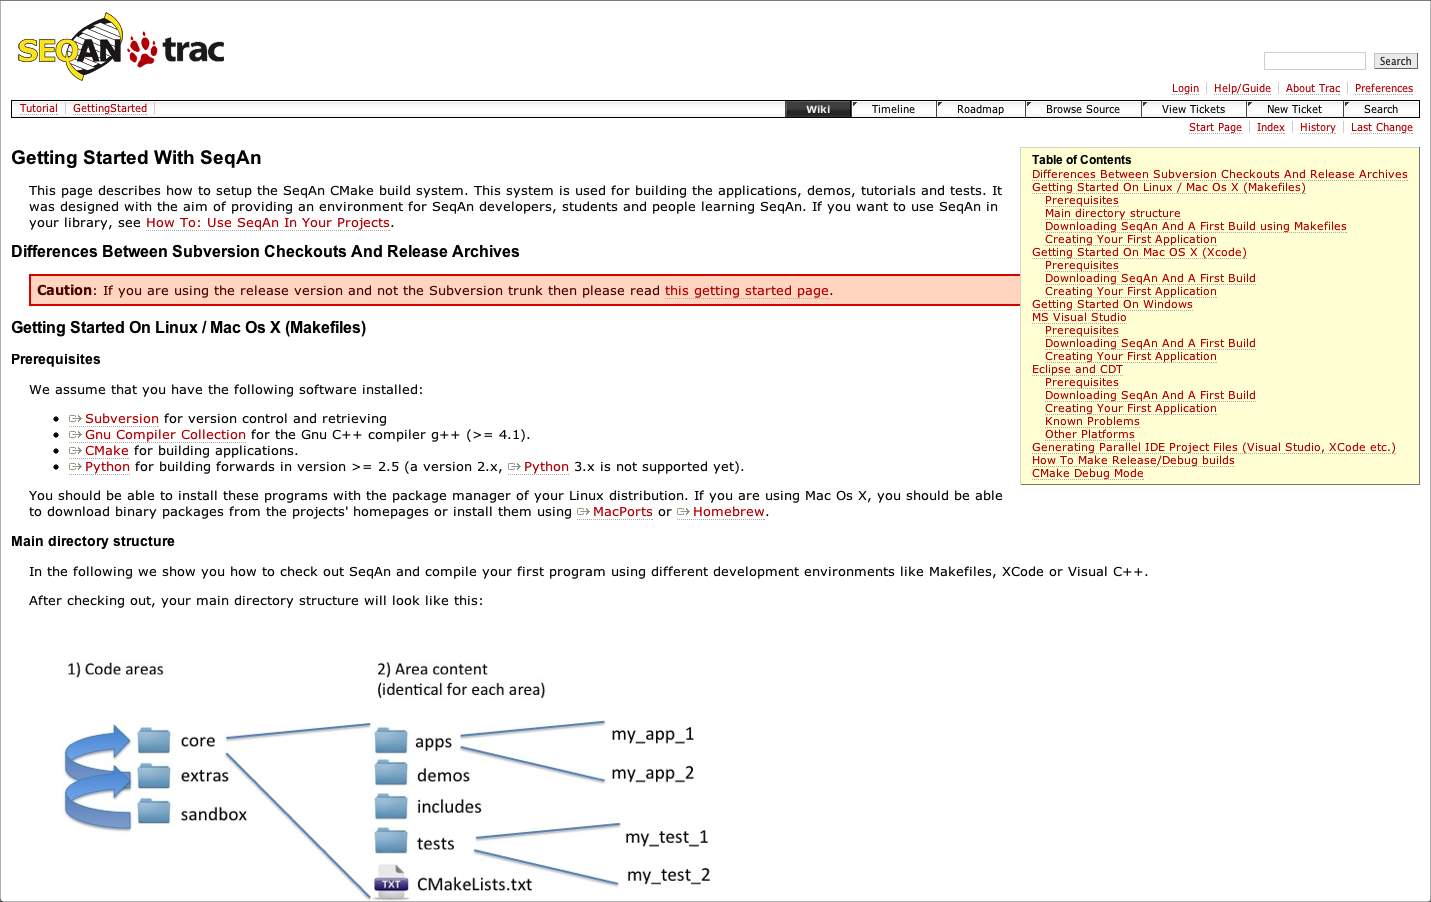 SEQAN trac
Search
Login Help/Guide About Trac Preferences
Tutorial GettingStarted Wiki Timeline Roadmap Browse Source View Tickets New Ticket Search
Start Page Index History Last Change
Getting Started With SeqAn
This page describes how to setup the SeqAn CMake build system. This system is used for building the applications, demos, tutorials and tests. It
was designed with the aim of providing an environment for SeqAn developers, students and people learning SeqAn. If you want to use SeqAn in
your library, see How To: Use SeqAn In Your Projects.
Differences Between Subversion Checkouts And Release Archives
Caution: If you are using the release version and not the Subversion trunk then please read this getting started page.
Getting Started On Linux / Mac Os X (Makefiles)
Prerequisites
We assume that you have the following software installed:
• Subversion for version control and retrieving
• Gnu Compiler Collection for the Gnu C++ compiler g++ (>= 4.1).
• CMake for building applications.
• Python for building forwards in version >= 2.5 (a version 2.x, Python 3.x is not supported yet).
You should be able to install these programs with the package manager of your Linux distribution. If you are using Mac Os X, you should be able
to download binary packages from the projects' homepages or install them using MacPorts or Homebrew.
Table of Contents
Differences Between Subversion Checkouts And Release Archives
Getting Started On Linux / Mac Os X (Makefiles)
Prerequisites
Main directory structure
Downloading SeqAn And A First Build using Makefiles
Creating Your First Application
Getting Started On Mac OS X (Xcode)
Prerequisites
Downloading SeqAn And A First Build
Creating Your First Application
Getting Started On Windows
MS Visual Studio
Prerequisites
Downloading SeqAn And A First Build
Creating Your First Application
Eclipse and CDT
Prerequisites
Downloading SeqAn And A First Build
Creating Your First Application
Known Problems
Other Platforms
Generating Parallel IDE Project Files (Visual Studio, XCode etc.)
How To Make Release/Debug builds
CMake Debug Mode
Main directory structure
In the following we show you how to check out SeqAn and compile your first program using different development environments like Makefiles, XCode or Visual C++.
After checking out, your main directory structure will look like this:
1) Code areas
core
extras
sandbox
2) Area content
(identical for each area)
apps
demos
includes
tests
TXT CMakeLists.txt
my_app_1
my_app_2
my_test_1
my_test_2